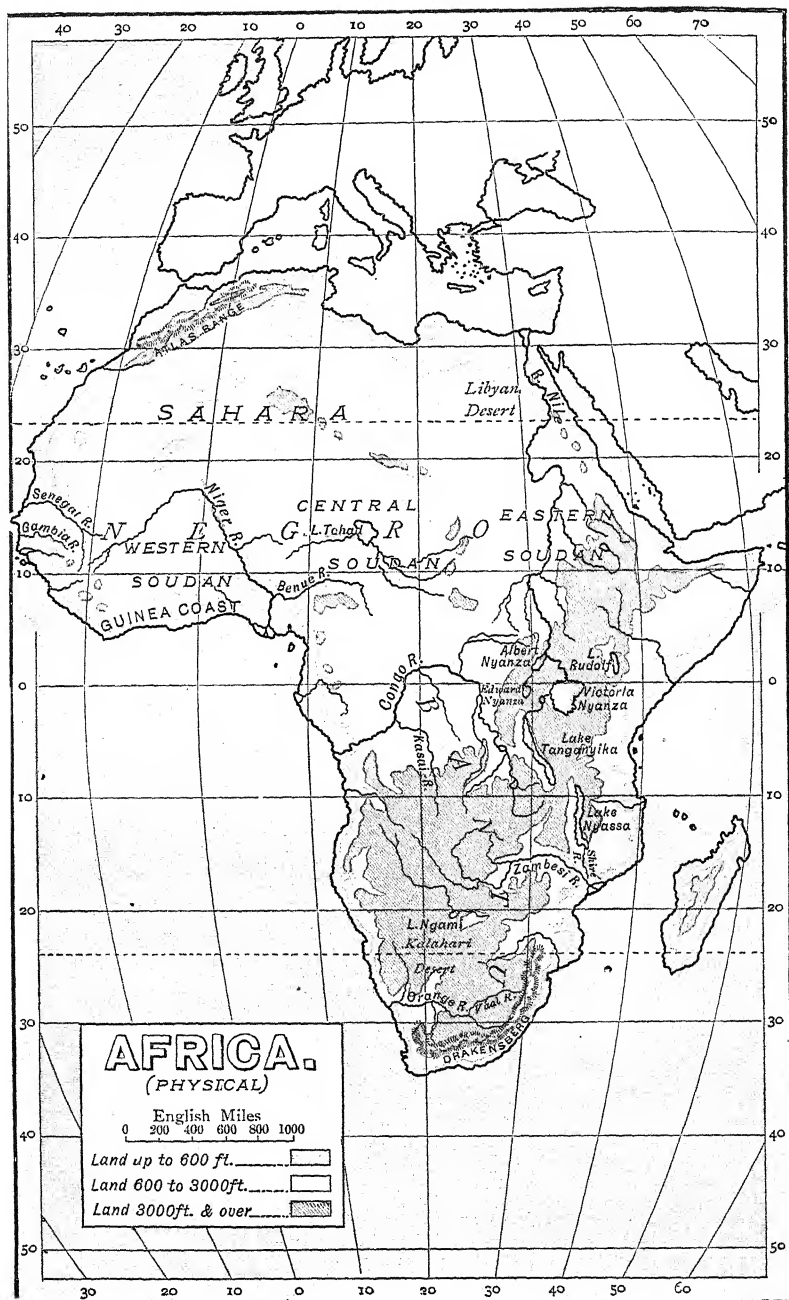 40 30 20 10 0 10 20 30 40 50 60 70
50 50
40 40
ATLAS RANGE
30 30
Libyan
Desert
R. Nile
SAHARA
20 20
Senegal R.
Gambia R.
NEGRO
Niger R.
CENTRAL
SOUDAN
L. Tchad
EASTERN
SOUDAN
WESTERN
SOUDAN
10 10
Benue R.
GUINEA COAST
Albert
Nyanza
L.
Rudolf
Congo R.
Edward
Nyanza
Victoria
Nyanza
0 0
BAN
Kasai R.
Lake
Tanganyika
10 10
Lake
Nyassa
Shiré R.
Zambesi R.
20 20
L. Ngami
Kalahari
Desert
Orange R.
Vaal R.
30 30
DRAKENSBERG
AFRICA.
(PHYSICAL)
English Miles
0 200 400 600 800 1000
Land up to 600 ft.
Land 600 to 3000ft.
Land 3000ft. & over
40 40
50 50
30 20 10 0 10 20 30 40 50 60